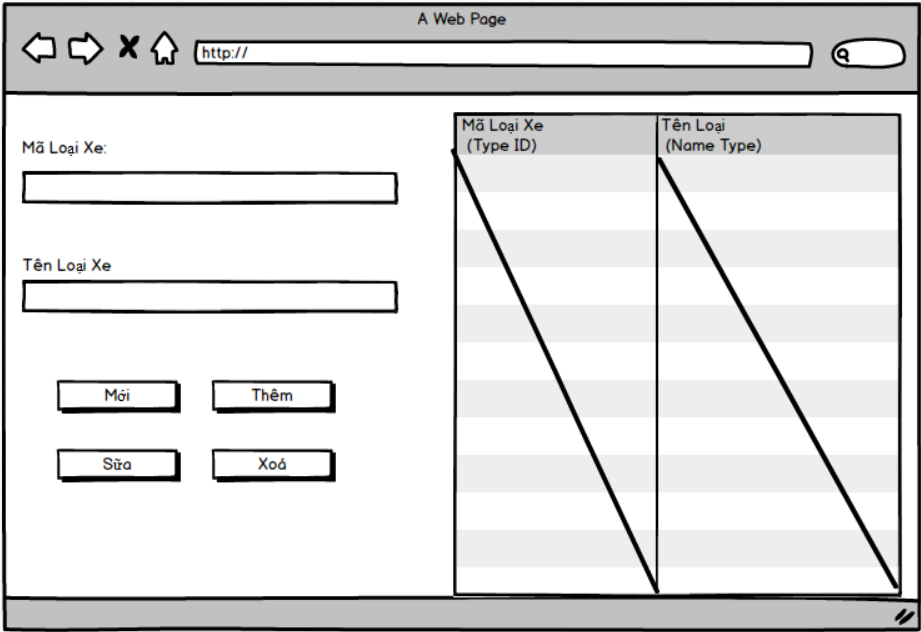 A Web Page
http://
Mã Loại Xe:
Tên Loại Xe
Mới
Thêm
Sữa
Xoá
Mã Loại Xe
(Type ID)
Tên Loại
(Name Type)